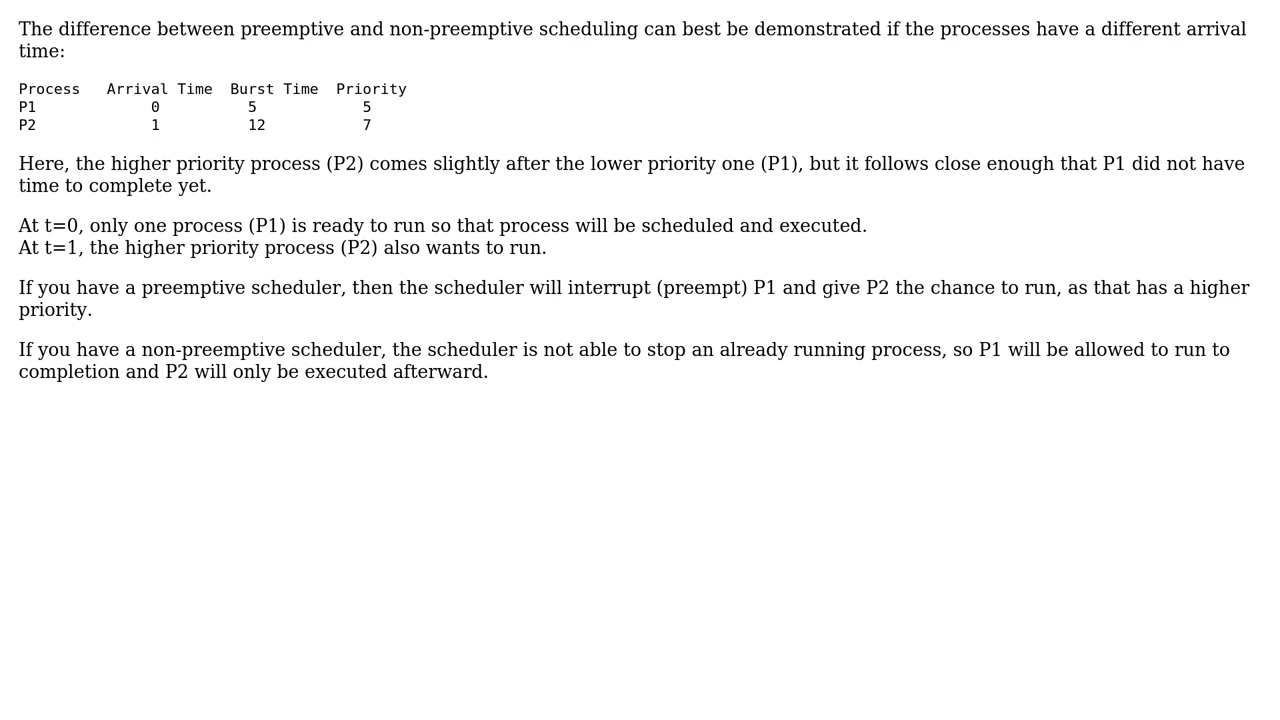 The difference between preemptive and non-preemptive scheduling can best be demonstrated if the processes have a different arrival
time:
Process   Arrival Time  Burst Time  Priority
P1             0          5            5
P2             1          12           7
Here, the higher priority process (P2) comes slightly after the lower priority one (P1), but it follows close enough that P1 did not have
time to complete yet.
At t=0, only one process (P1) is ready to run so that process will be scheduled and executed.
At t=1, the higher priority process (P2) also wants to run.
If you have a preemptive scheduler, then the scheduler will interrupt (preempt) P1 and give P2 the chance to run, as that has a higher
priority.
If you have a non-preemptive scheduler, the scheduler is not able to stop an already running process, so P1 will be allowed to run to
completion and P2 will only be executed afterward.